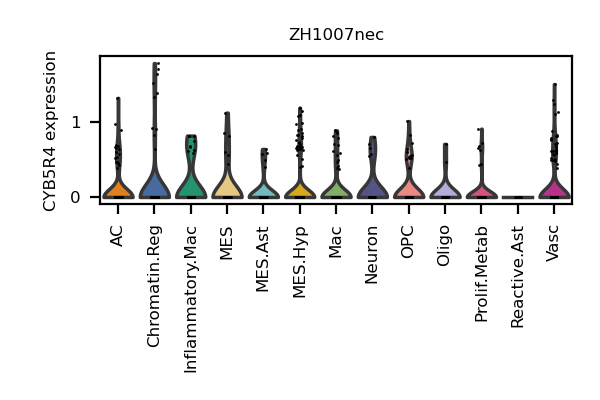 ZH1007nec
CYB5R4 expression
1
0
AC
Chromatin.Reg
Inflammatory.Mac
MES
MES.Ast
MES.Hyp
Mac
Neuron
OPC
Oligo
Prolif.Metab
Reactive.Ast
Vasc